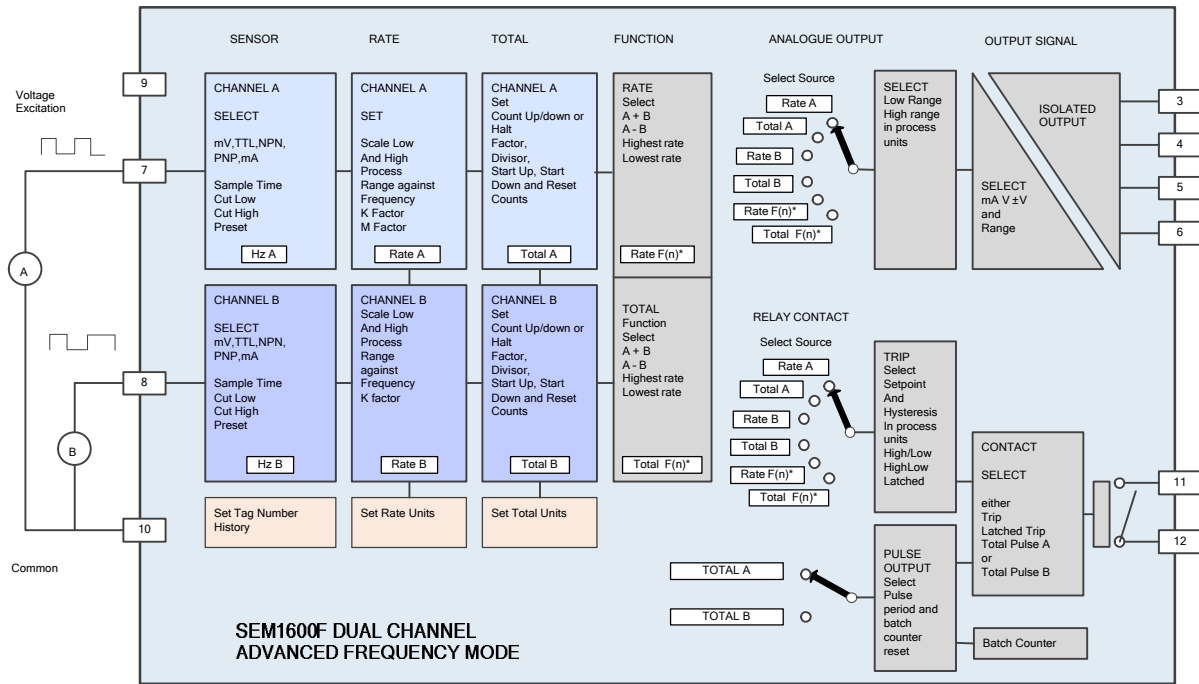 SENSOR
RATE
TOTAL
FUNCTION
ANALOGUE OUTPUT
OUTPUT SIGNAL
Voltage
Excitation
9
7
A
8
B
10
Common
CHANNEL A
SELECT
mV,TTL,NPN,
PNP,mA
Sample Time
Cut Low
Cut High
Preset
Hz A
CHANNEL A
SET
Scale Low
And High
Process
Range against
Frequency
K Factor
M Factor
Rate A
CHANNEL A
Set
Count Up/down or
Halt
Factor,
Divisor,
Start Up, Start
Down and Reset
Counts
Total A
RATE
Select
A + B
A - B
Highest rate
Lowest rate
Rate F(n)*
CHANNEL B
SELECT
mV,TTL,NPN,
PNP,mA
Sample Time
Cut Low
Cut High
Preset
Hz B
CHANNEL B
Scale Low
And High
Process
Range
against
Frequency
K factor
Rate B
CHANNEL B
Set
Count Up/down or
Halt
Factor,
Divisor,
Start Up, Start
Down and Reset
Counts
Total B
TOTAL
Function
Select
A + B
A - B
Highest rate
Lowest rate
Total F(n)*
Set Tag Number
History
Set Rate Units
Set Total Units
Select Source
Rate A
Total A
Rate B
Total B
Rate F(n)*
Total F(n)*
SELECT
Low Range
High range
in process
units
SELECT
mA V ±V
and
Range
ISOLATED
OUTPUT
3
4
5
6
RELAY CONTACT
Select Source
Rate A
Total A
Rate B
Total B
Rate F(n)*
Total F(n)*
TRIP
Select
Setpoint
And
Hysteresis
In process
units
High/Low
HighLow
Latched
CONTACT
SELECT
either
Trip
Latched Trip
Total Pulse A
or
Total Pulse B
11
12
TOTAL A
TOTAL B
PULSE
OUTPUT
Select
Pulse
period and
batch
counter
reset
Batch Counter
SEM1600F DUAL CHANNEL
ADVANCED FREQUENCY MODE